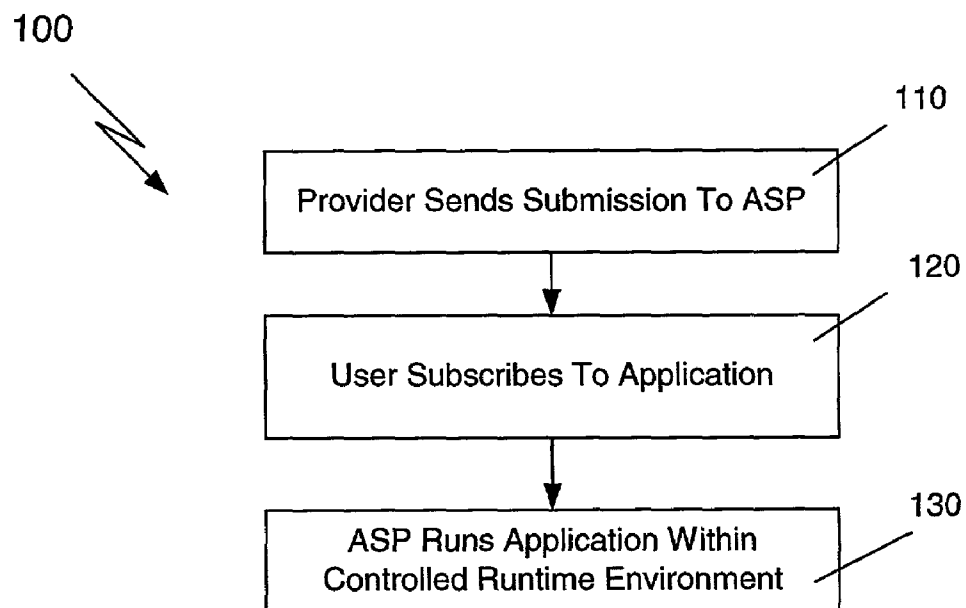 100
110
Provider Sends Submission To ASP
120
User Subscribes To Application
130
ASP Runs Application Within
Controlled Runtime Environment